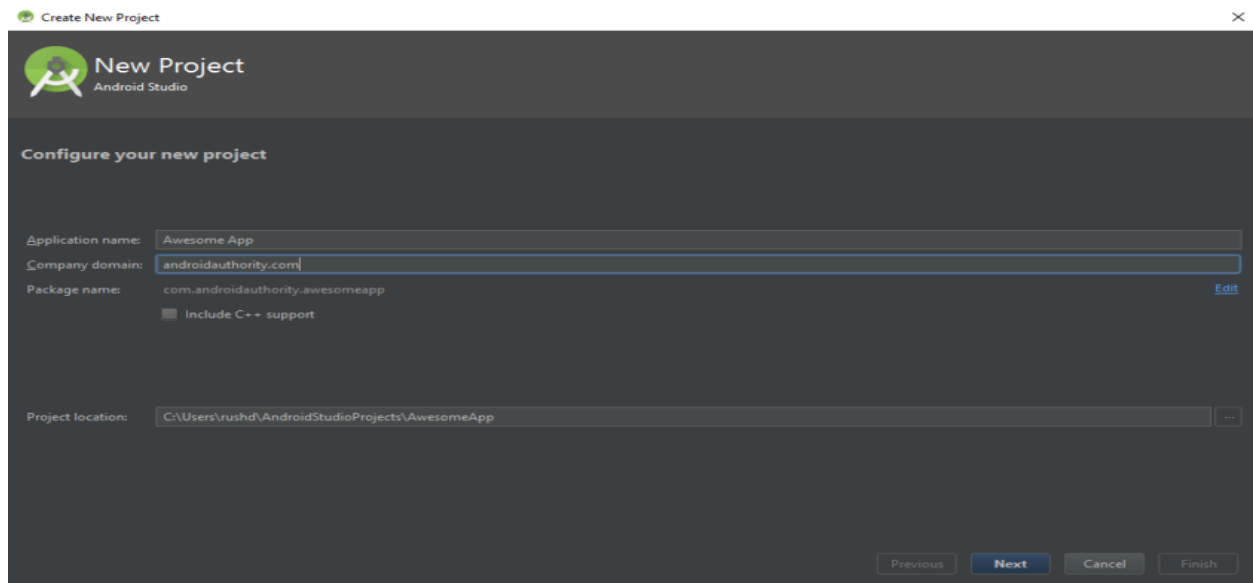 Create New Project
New Project
Android Studio
Configure your new project
Application name: Awesome App
Company domain: androidauthority.com
Package name: com.androidauthority.awesomeapp Edit
Include C++ support
Project location: C:\Users\rushd\AndroidStudioProjects\AwesomeApp ...
Previous Next Cancel Finish